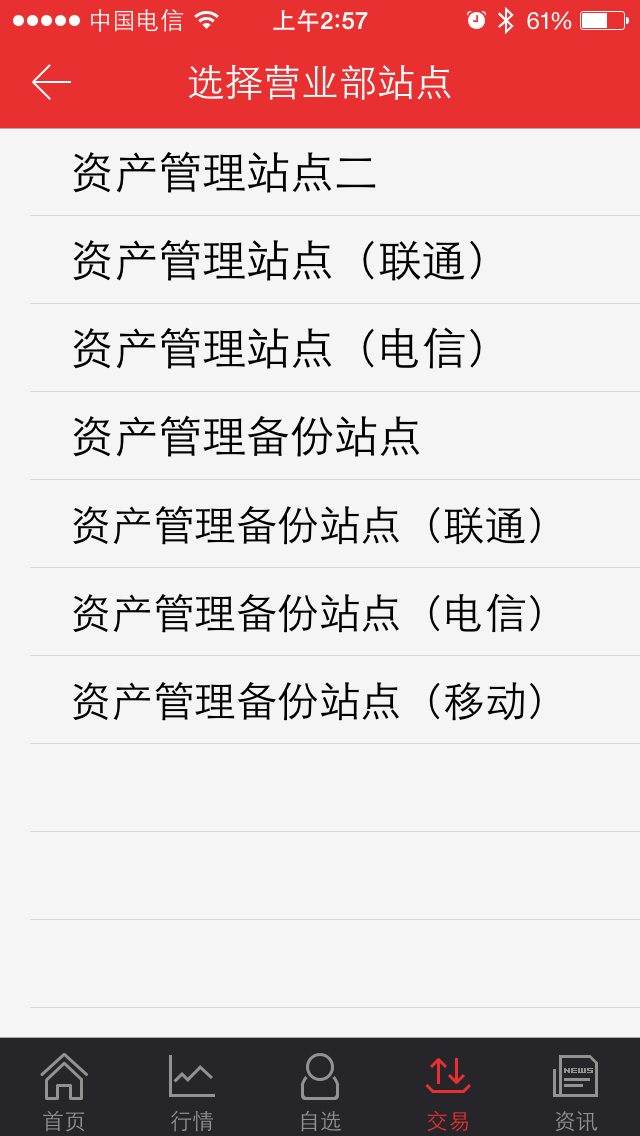 中国电信 上午2:57 61%
选择营业部站点
资产管理站点二
资产管理站点（联通）
资产管理站点（电信）
资产管理备份站点
资产管理备份站点（联通）
资产管理备份站点（电信）
资产管理备份站点（移动）
NEWS
首页 行情 自选 交易 资讯